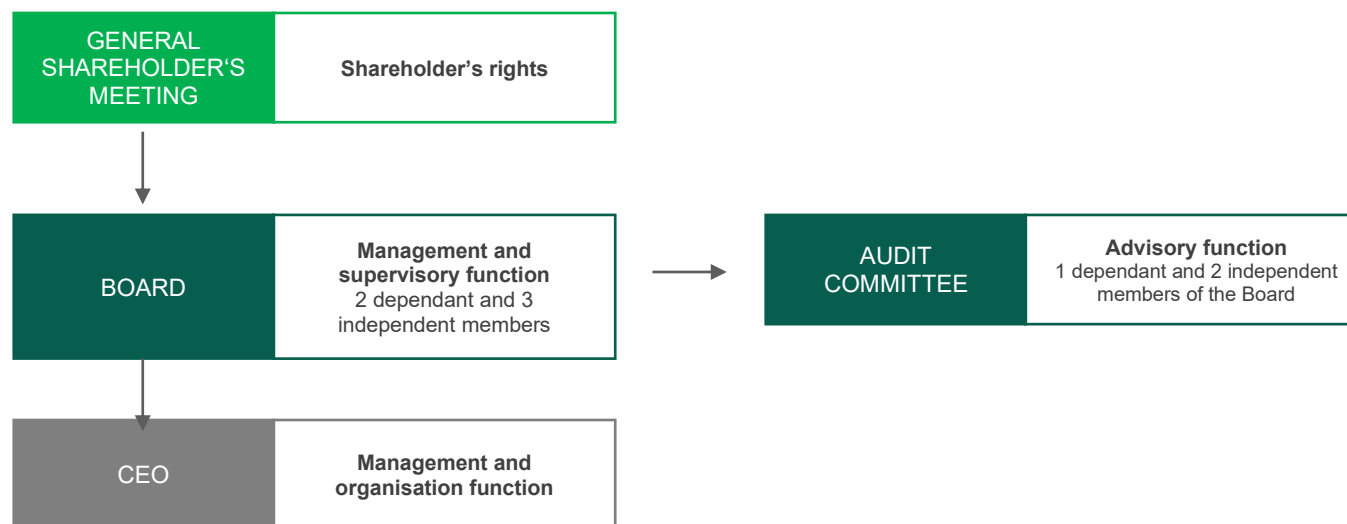 GENERAL
SHAREHOLDER‘S
MEETING
Shareholder’s rights
BOARD
Management and
supervisory function
2 dependant and 3
independent members
AUDIT
COMMITTEE
Advisory function
1 dependant and 2 independent
members of the Board
CEO
Management and
organisation function